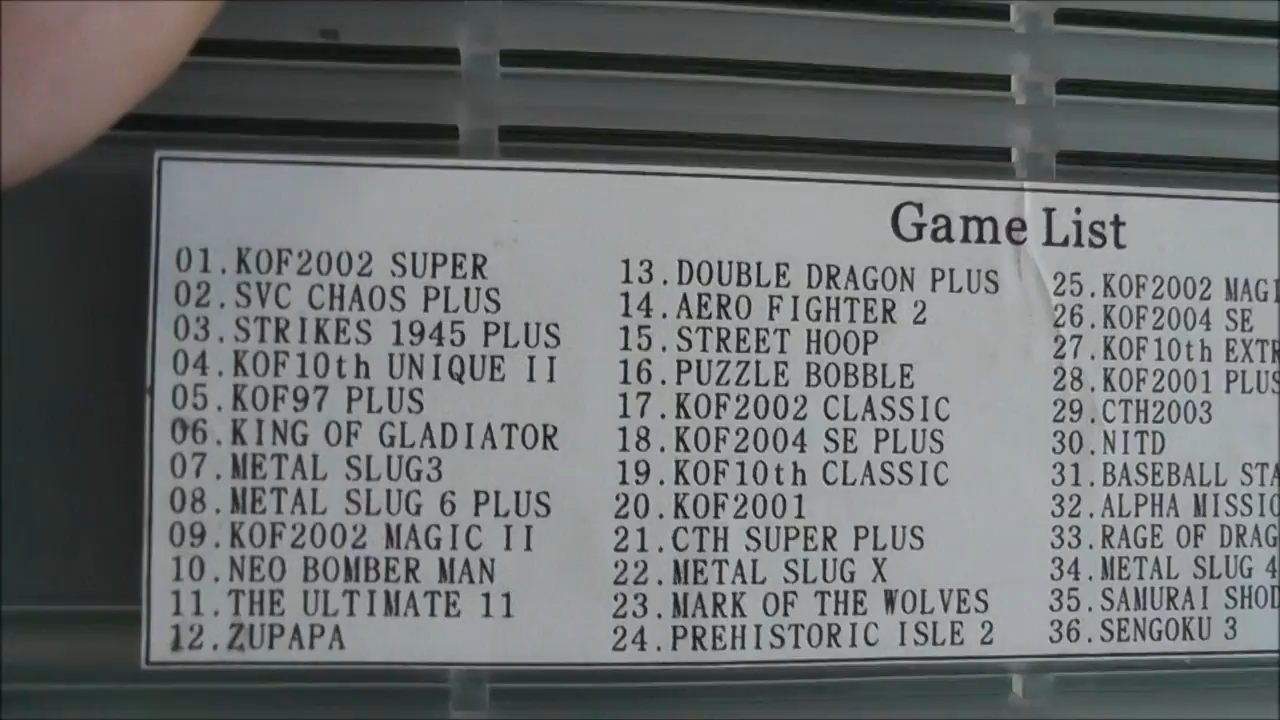 Game List
01.KOF2002 SUPER
02.SVC CHAOS PLUS
03.STRIKES 1945 PLUS
04.KOF10th UNIQUE II
05.KOF97 PLUS
06.KING OF GLADIATOR
07.METAL SLUG3
08.METAL SLUG 6 PLUS
09.KOF2002 MAGIC II
10.NEO BOMBER MAN
11.THE ULTIMATE 11
12.ZUPAPA
13.DOUBLE DRAGON PLUS
14.AERO FIGHTER 2
15.STREET HOOP
16.PUZZLE BOBBLE
17.KOF2002 CLASSIC
18.KOF2004 SE PLUS
19.KOF10th CLASSIC
20.KOF2001
21.CTH SUPER PLUS
22.METAL SLUG X
23.MARK OF THE WOLVES
24.PREHISTORIC ISLE 2
25.KOF2002
26.KOF2004 SE
27.KOF10th
28.KOF2001 PLUS
29.CTH2003
30.NITD
31.BASEBALL
32.ALPHA
33.RAGE OF
34.METAL SLUG 4
35.SAMURAI
36.SENGOKU 3